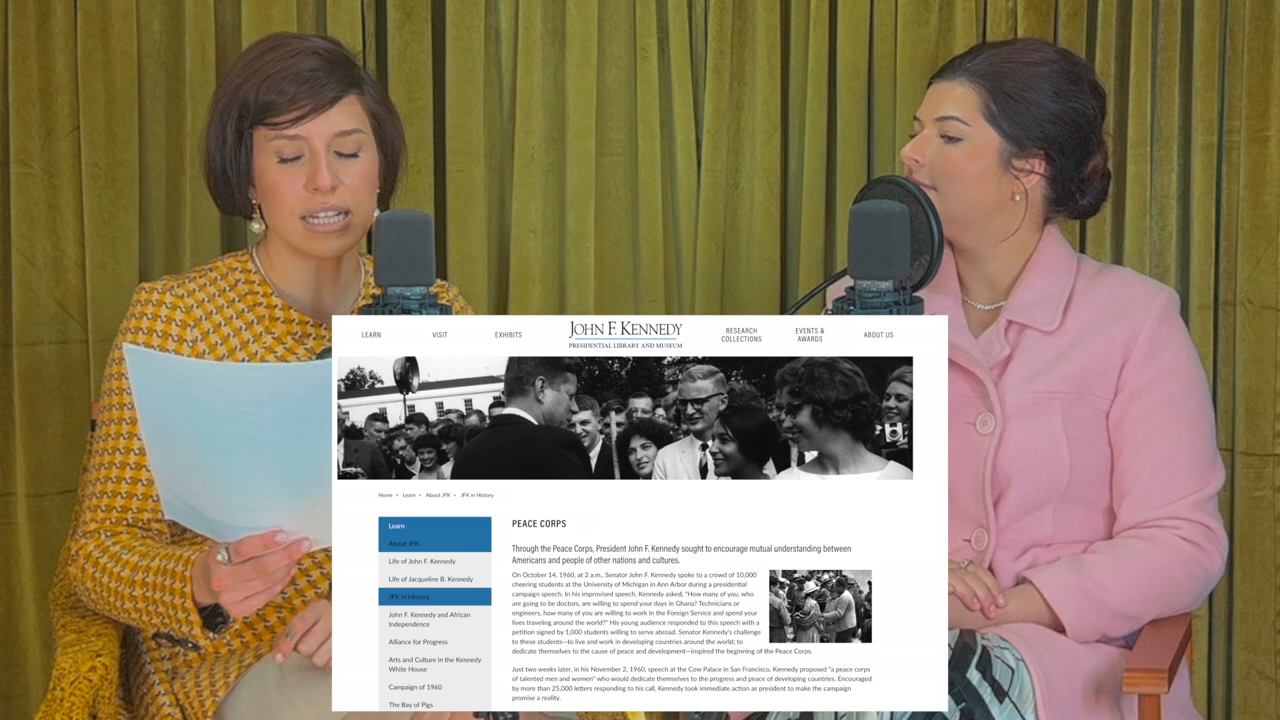 LEARN
VISIT
EXHIBITS
JOHN F. KENNEDY
PRESIDENTIAL LIBRARY AND MUSEUM
RESEARCH
COLLECTIONS
EVENTS &
AWARDS
ABOUT US
Home
Learn
About JFK
JFK in History
Learn
About JFK
Life of John F. Kennedy
Life of Jacqueline B. Kennedy
JFK in History
John F. Kennedy and African
Independence
Alliance for Progress
Arts and Culture in the Kennedy
White House
Campaign of 1960
The Bay of Pigs
PEACE CORPS
Through the Peace Corps, President John F. Kennedy sought to encourage mutual understanding between
Americans and people of other nations and cultures.
On October 14, 1960, at 2 a.m., Senator John F. Kennedy spoke to a crowd of 10,000
cheering students at the University of Michigan in Ann Arbor during a presidential
campaign speech. In his improvised speech, Kennedy asked, "How many of you, who
are going to be doctors, are willing to spend your days in Ghana? Technicians or
engineers, how many of you are willing to work in the Foreign Service and spend your
lives traveling around the world?" His young audience responded to this speech with a
petition signed by 1,000 students willing to serve abroad. Senator Kennedy's challenge
to these students—to live and work in developing countries around the world; to
dedicate themselves to the cause of peace and development—inspired the beginning of the Peace Corps.
Just two weeks later, in his November 2, 1960, speech at the Cow Palace in San Francisco, Kennedy proposed "a peace corps
of talented men and women" who would dedicate themselves to the progress and peace of developing countries. Encouraged
by more than 25,000 letters responding to his call, Kennedy took immediate action as president to make the campaign
promise a reality.